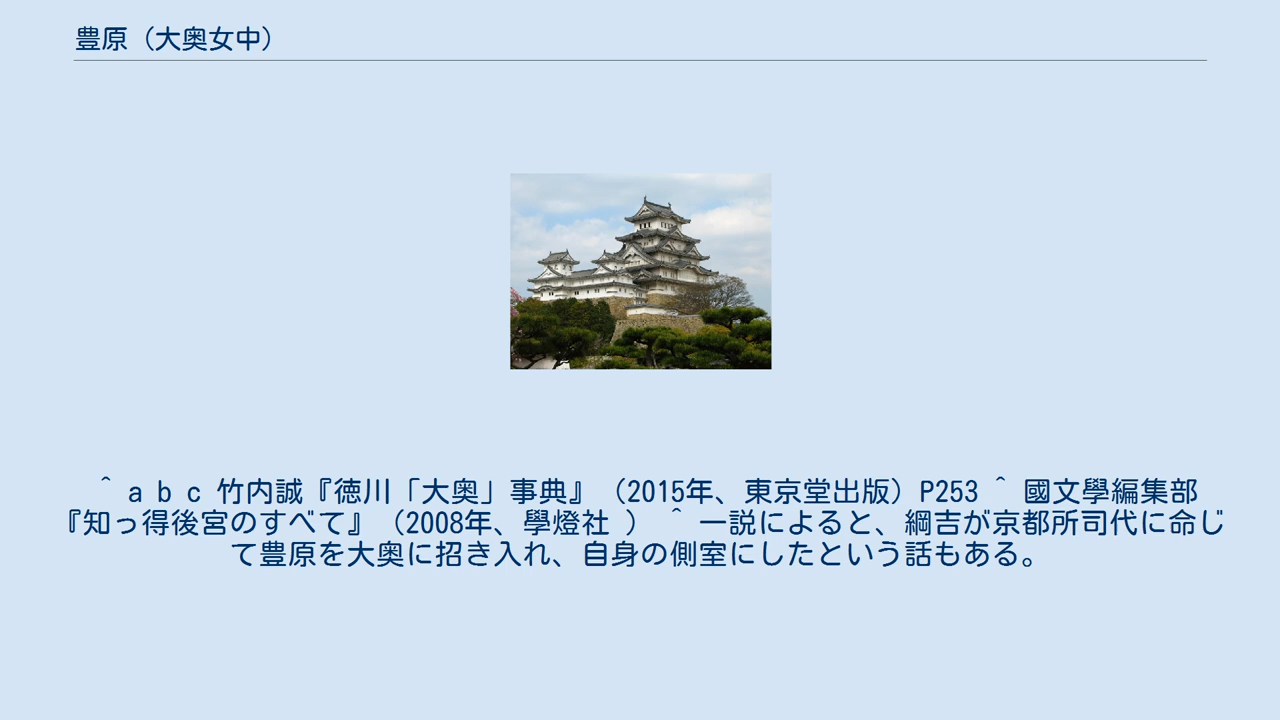 豊原（大奥女中）
＾ a b c 竹内誠『徳川「大奥」事典』（2015年、東京堂出版）P253 ＾ 國文學編集部
『知っ得後宮のすべて』（2008年、學燈社 ） ＾ 一説によると、綱吉が京都所司代に命じ
て豊原を大奥に招き入れ、自身の側室にしたという話もある。